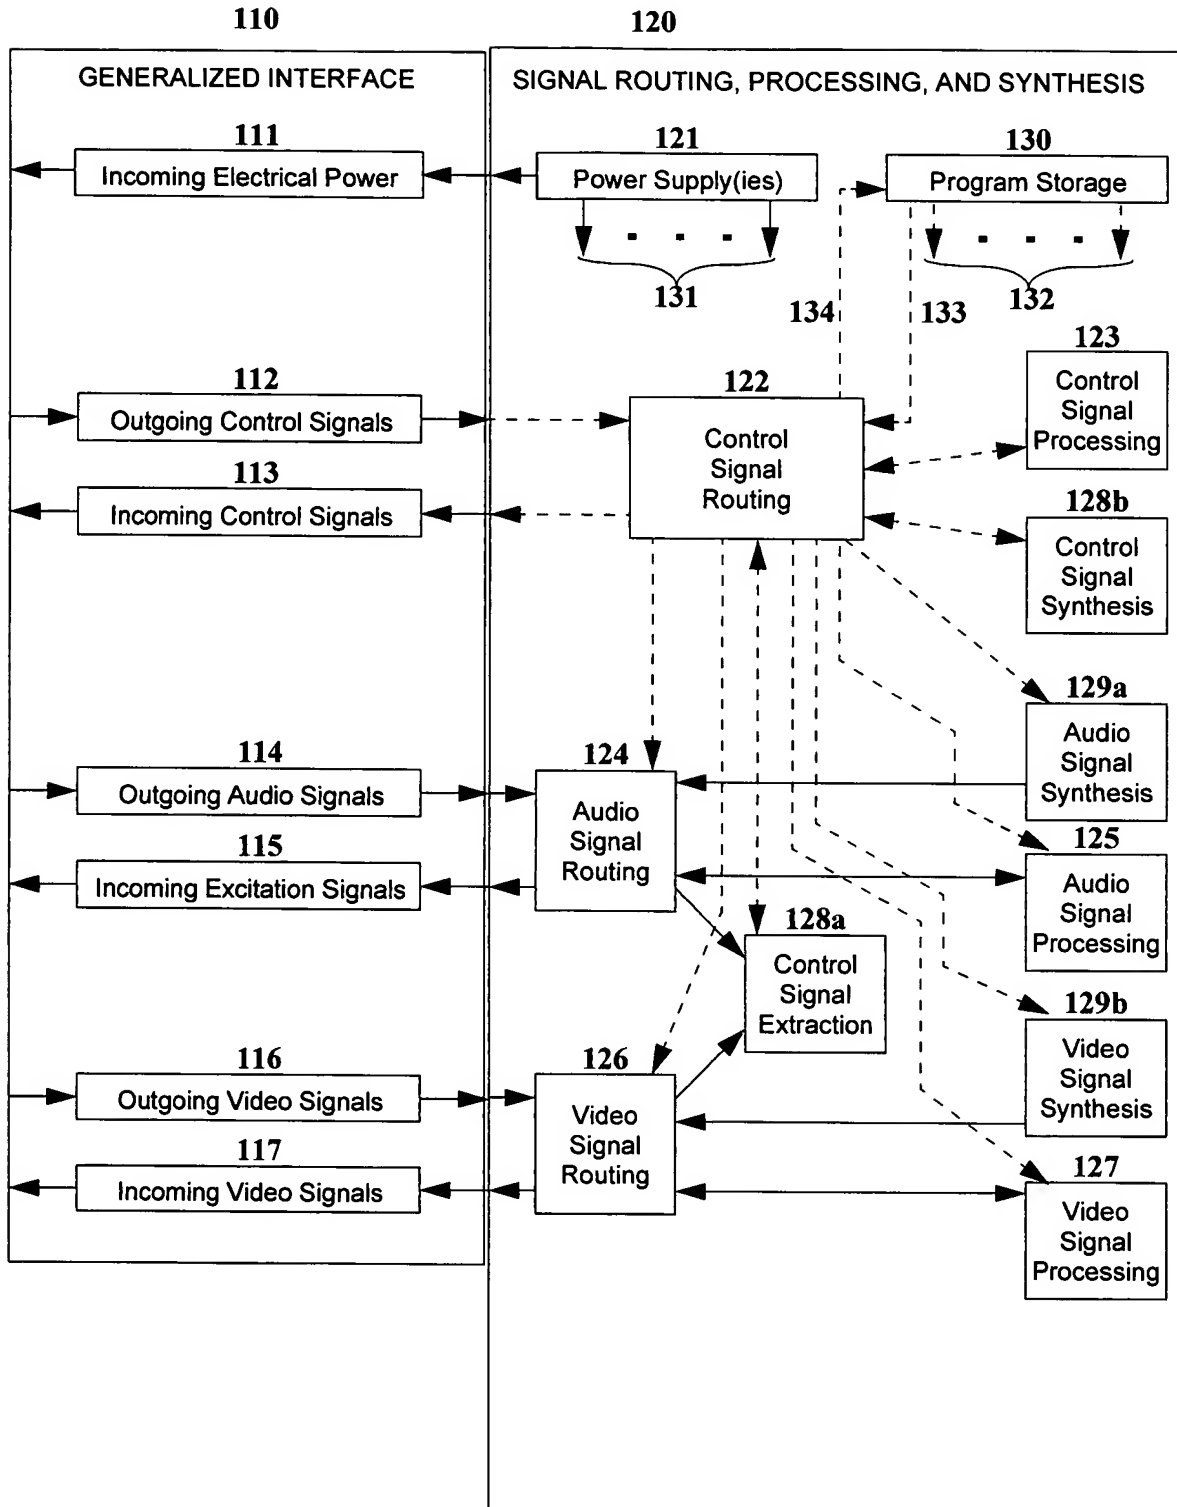 110
120
GENERALIZED INTERFACE
SIGNAL ROUTING, PROCESSING, AND SYNTHESIS
111
Incoming Electrical Power
121
Power Supply(ies)
130
Program Storage
131
134
133
132
112
Outgoing Control Signals
113
Incoming Control Signals
122
Control
Signal
Routing
123
Control
Signal
Processing
128b
Control
Signal
Synthesis
129a
Audio
Signal
Synthesis
114
Outgoing Audio Signals
115
Incoming Excitation Signals
124
Audio
Signal
Routing
125
Audio
Signal
Processing
128a
Control
Signal
Extraction
116
Outgoing Video Signals
117
Incoming Video Signals
126
Video
Signal
Routing
129b
Video
Signal
Synthesis
127
Video
Signal
Processing